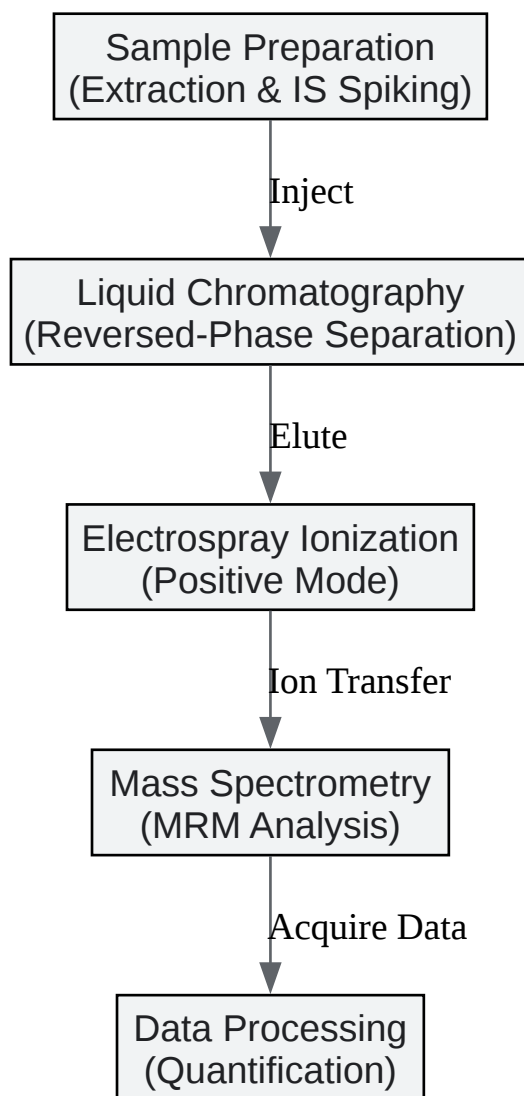 Sample Preparation
(Extraction & IS Spiking)
Inject
Liquid Chromatography
(Reversed-Phase Separation)
Elute
Electrospray Ionization
(Positive Mode)
Ion Transfer
Mass Spectrometry
(MRM Analysis)
Acquire Data
Data Processing
(Quantification)